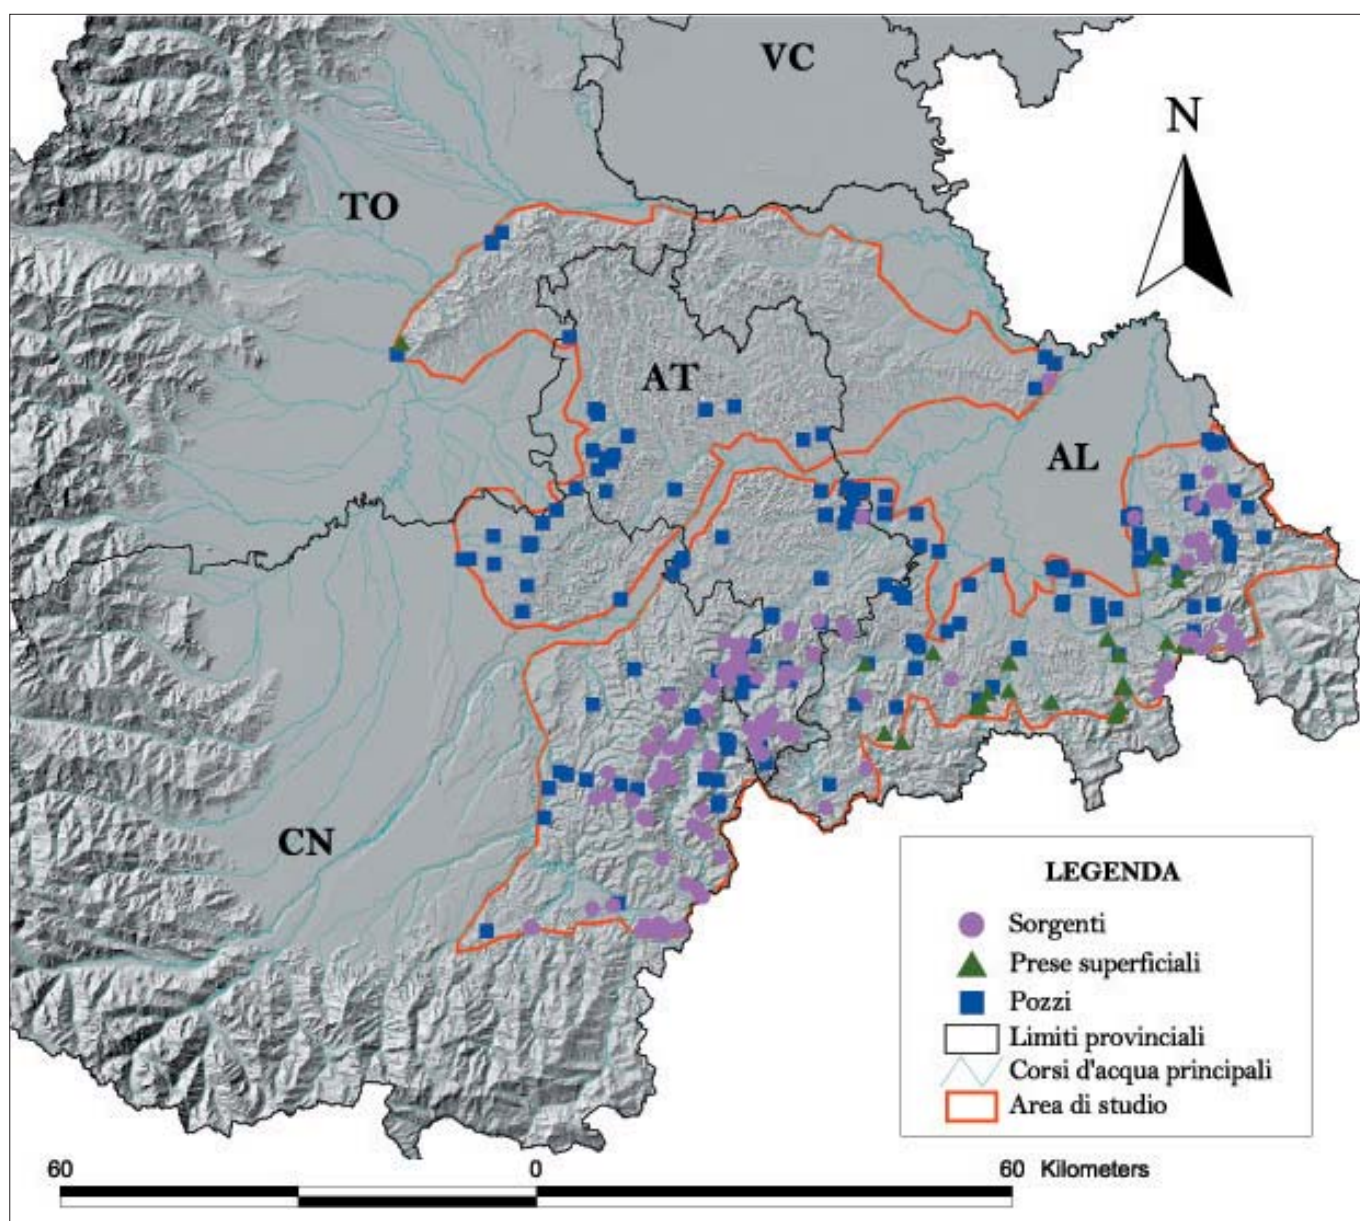 VC
N
TO
AT
AL
CN
LEGENDA
Sorgenti
Prese superficiali
Pozzi
Limiti provinciali
Corsi d'acqua principali
Area di studio
60 0 60 Kilometers